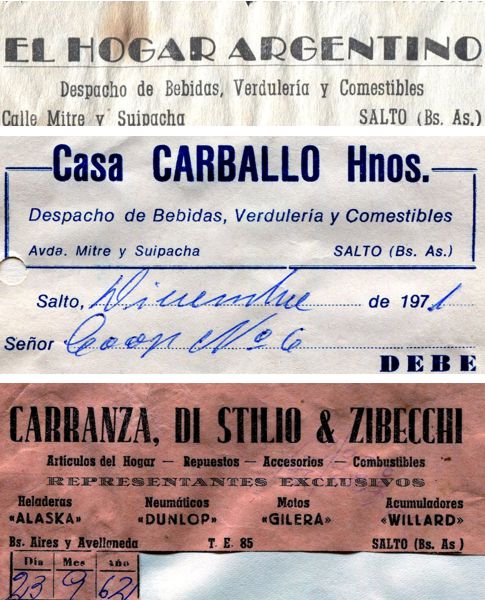 EL HOGAR ARGENTINO
Despacho de Bebidas, Verdulería y Comestibles
Calle Mitre y Suipacha SALTO (Bs. As.)
Casa CARBALLO Hnos.
Despacho de Bebidas, Verdulería y Comestibles
Avda. Mitre y Suipacha SALTO (Bs. As.)
Salto, Diciembre de 1971
Señor Coop No 6
DEBE
CARRANZA, DI STILIO & ZIBECCHI
Artículos del Hogar — Repuestos — Accesorios — Combustibles
REPRESENTANTES EXCLUSIVOS
Heladeras Neumáticos Motos Acumuladores
«ALASKA» «DUNLOP» «GILERA» «WILLARD»
Bs. Aires y Avellaneda T. E. 85 SALTO (Bs. As.)
Día Mes Año
23 9 62